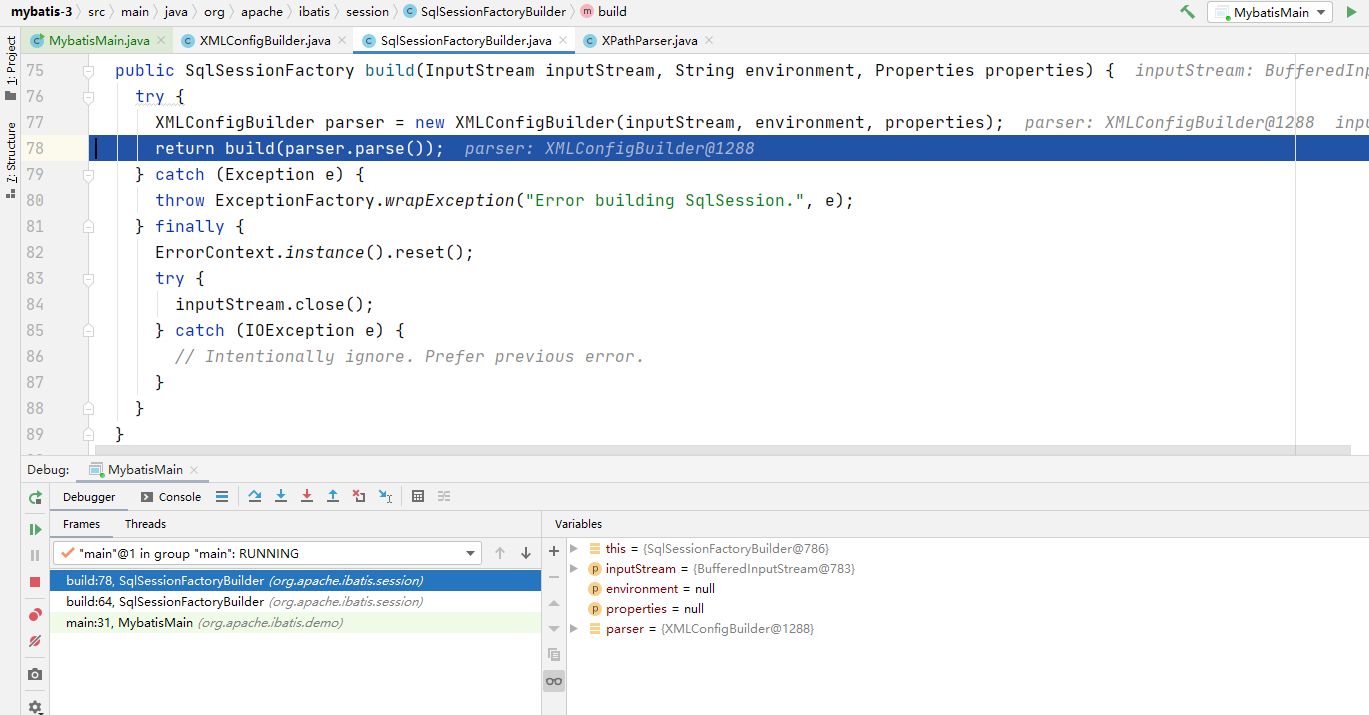 mybatis-3 src main java org apache ibatis session SqlSessionFactoryBuilder build MybatisMain
MybatisMain.java XMLConfigBuilder.java SqlSessionFactoryBuilder.java XPathParser.java
1: Project
7: Structure
75 public SqlSessionFactory build(InputStream inputStream, String environment, Properties properties) { inputStream: BufferedInp
76 try {
77 XMLConfigBuilder parser = new XMLConfigBuilder(inputStream, environment, properties); parser: XMLConfigBuilder@1288 inpu
78 return build(parser.parse()); parser: XMLConfigBuilder@1288
79 } catch (Exception e) {
80 throw ExceptionFactory.wrapException("Error building SqlSession.", e);
81 } finally {
82 ErrorContext.instance().reset();
83 try {
84 inputStream.close();
85 } catch (IOException e) {
86 // Intentionally ignore. Prefer previous error.
87 }
88 }
89 }
Debug: MybatisMain
Debugger Console
Frames Threads
Variables
"main"@1 in group "main": RUNNING
build:78, SqlSessionFactoryBuilder (org.apache.ibatis.session)
build:64, SqlSessionFactoryBuilder (org.apache.ibatis.session)
main:31, MybatisMain (org.apache.ibatis.demo)
this = {SqlSessionFactoryBuilder@786}
inputStream = {BufferedInputStream@783}
environment = null
properties = null
parser = {XMLConfigBuilder@1288}